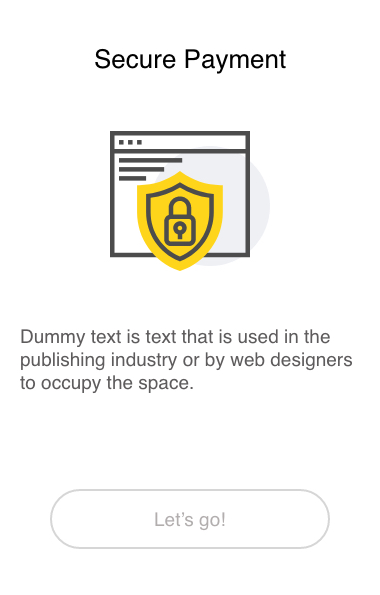 Secure Payment
Dummy text is text that is used in the
publishing industry or by web designers
to occupy the space.
Let’s go!